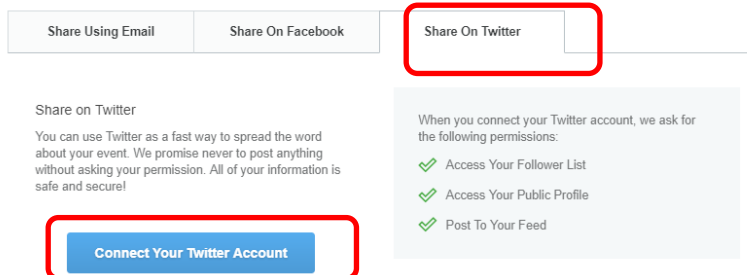 Share Using Email
Share On Facebook
Share On Twitter
Share on Twitter
You can use Twitter as a fast way to spread the word
about your event. We promise never to post anything
without asking your permission. All of your information is
safe and secure!
Connect Your Twitter Account
When you connect your Twitter account, we ask for
the following permissions:
Access Your Follower List
Access Your Public Profile
Post To Your Feed